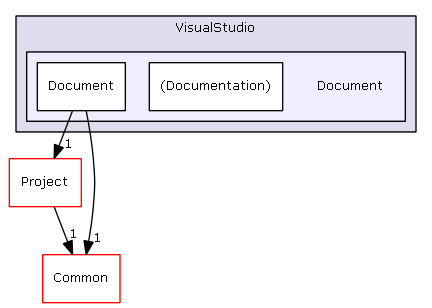 VisualStudio
Document (Documentation) Document
1
Project
1 1
Common